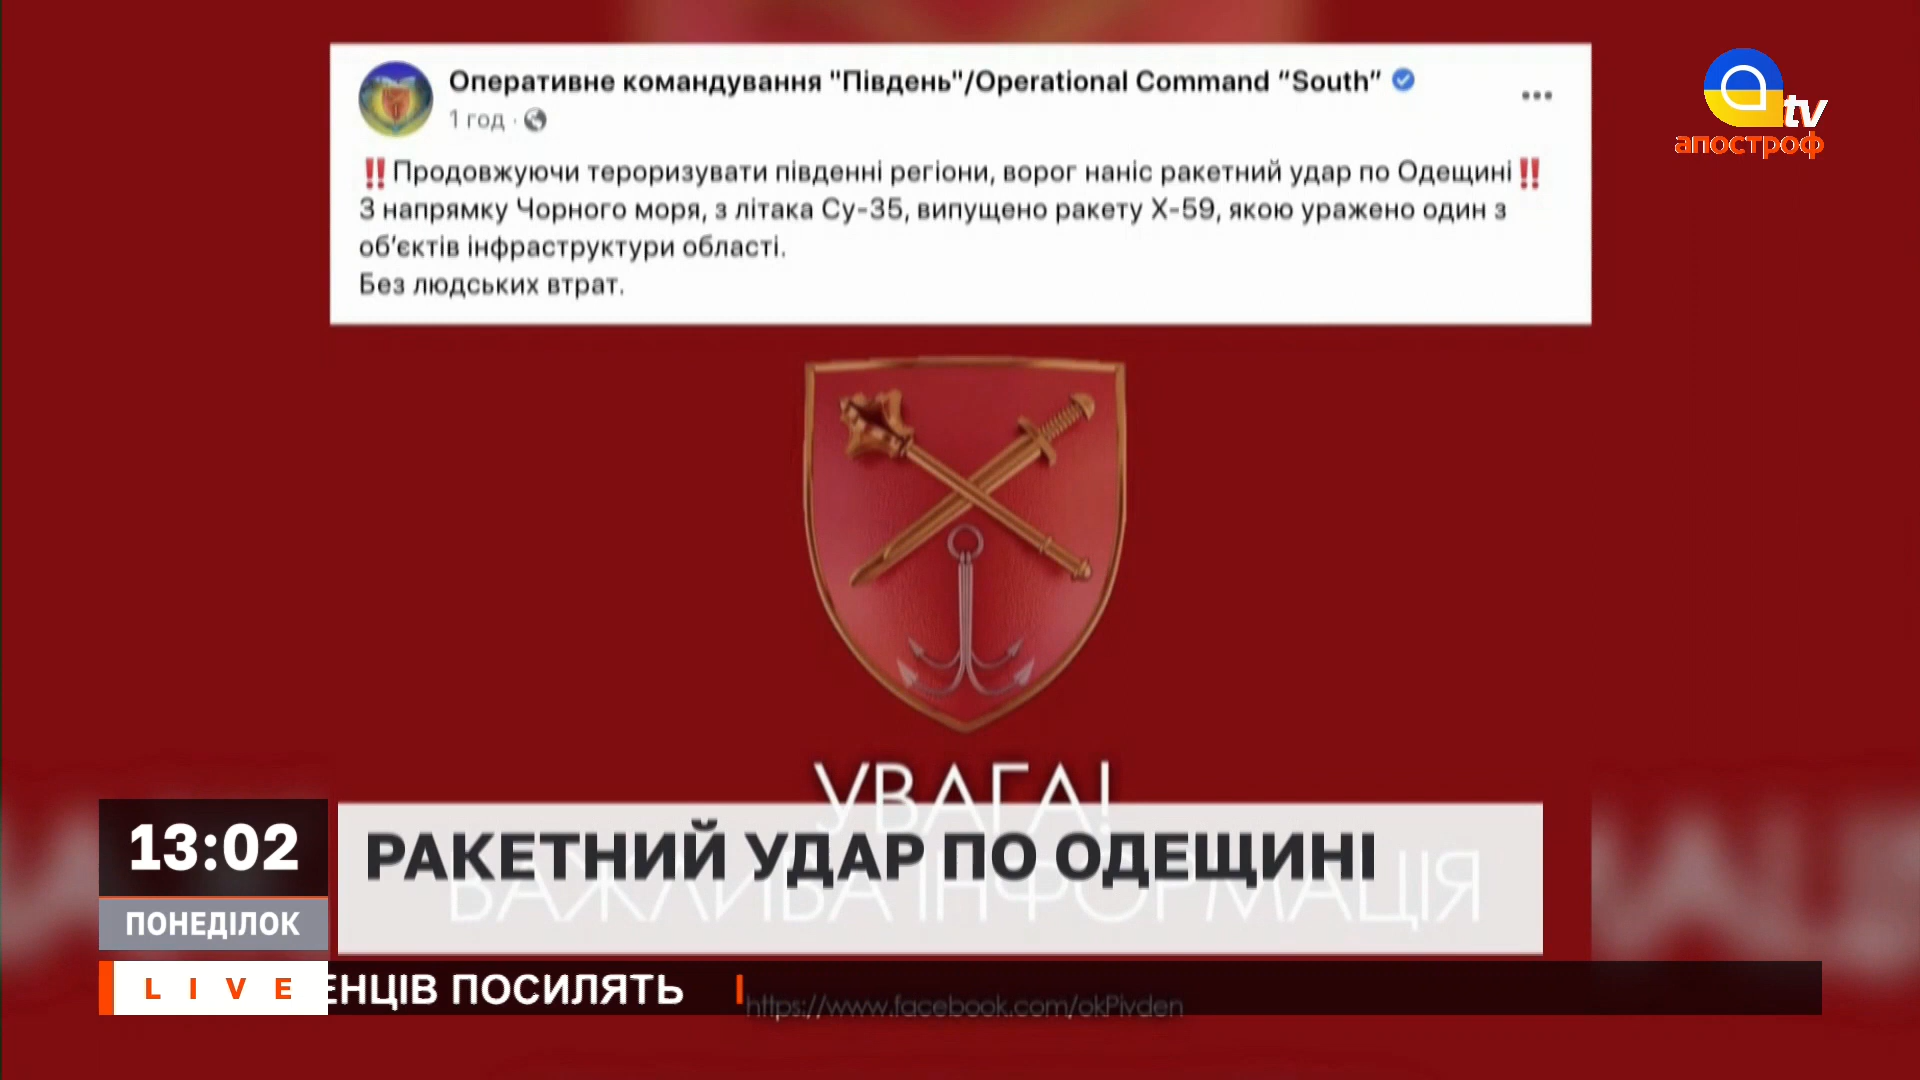 Оперативне командування "Південь"/Operational Command “South”
1 год ·
‼Продовжуючи тероризувати південні регіони, ворог наніс ракетний удар по Одещині‼
З напрямку Чорного моря, з літака Су-35, випущено ракету Х-59, якою уражено один з
об’єктів інфраструктури області.
Без людських втрат.
tv
апостроф
УВАГА!
ВАЖЛИВА ІНФОРМАЦІЯ
13:02
РАКЕТНИЙ УДАР ПО ОДЕЩИНІ
ПОНЕДІЛОК
LIVE
ЕНЦІВ ПОСИЛЯТЬ
https://www.facebook.com/okPivden